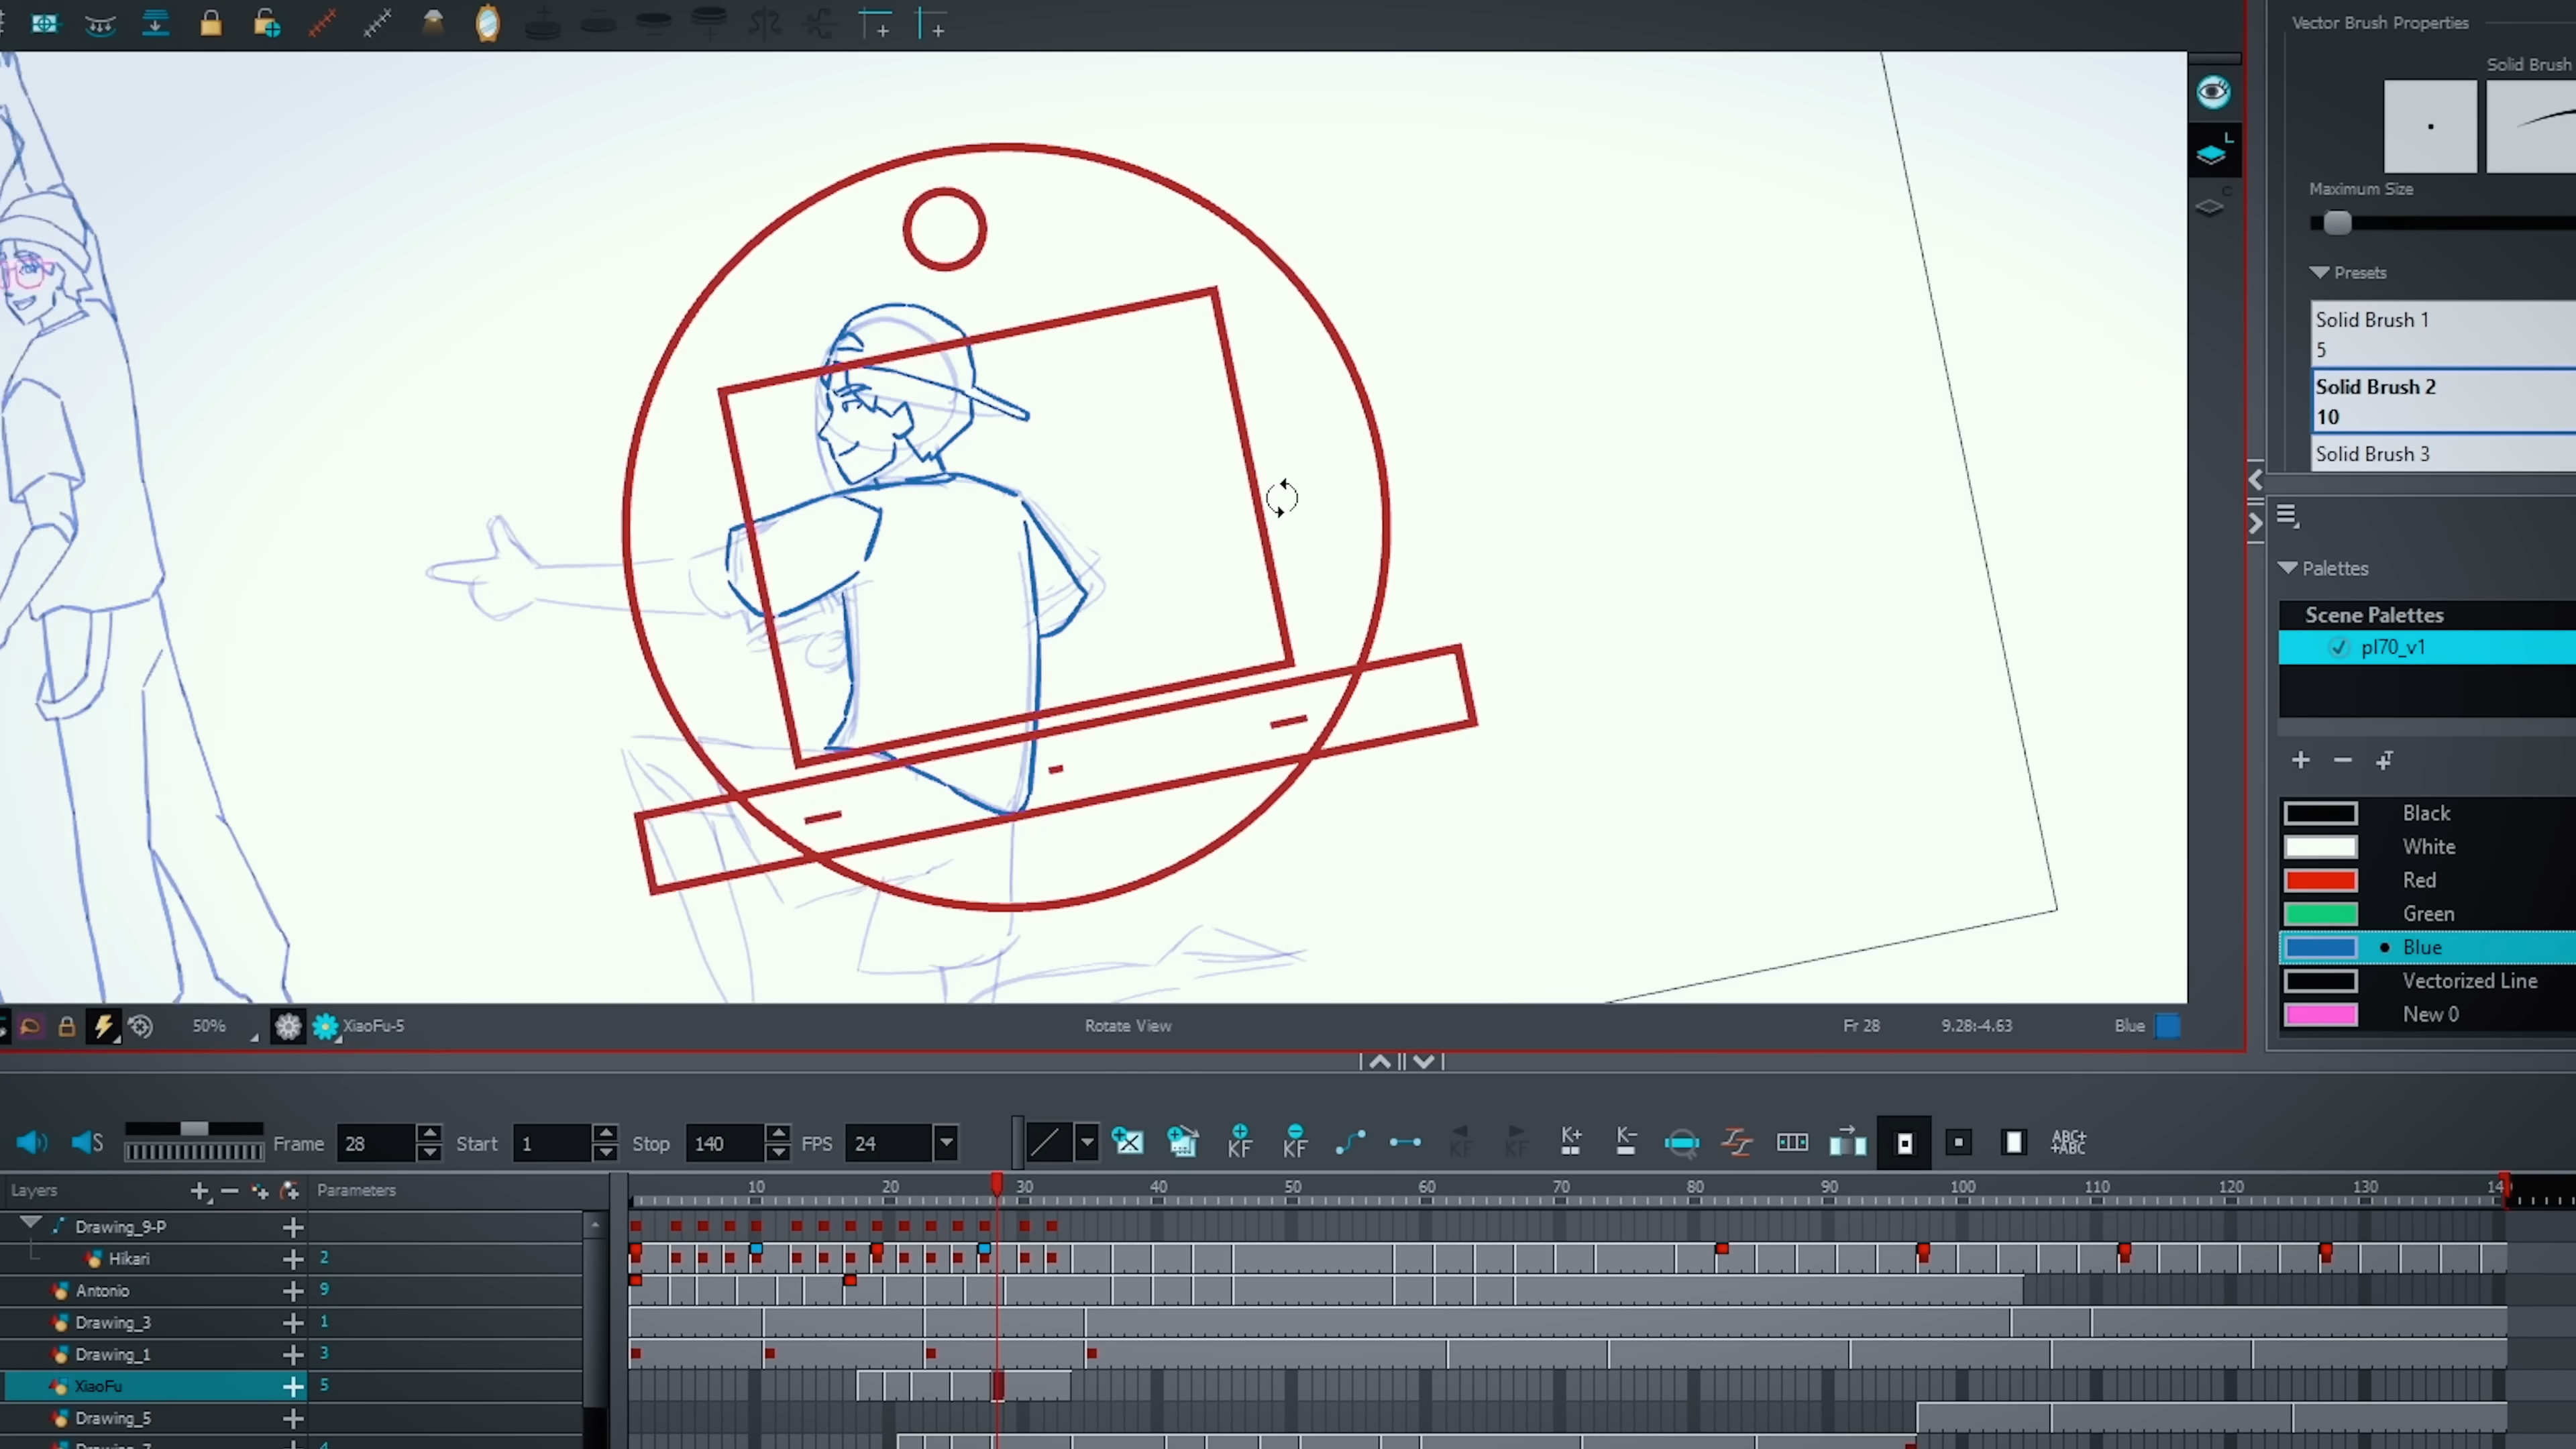 Vector Brush Properties
Solid Brush
Maximum Size
Presets
Solid Brush 1
5
Solid Brush 2
10
Solid Brush 3
L
C
Palettes
Scene Palettes
pl70_v1
Black
White
Red
Green
Blue
Vectorized Line
New 0
50% XiaoFu-5 Rotate View Fr 28 9.28:-4.63 Blue
S Frame 28 Start 1 Stop 140 FPS 24 KF KF KF KF K+ K- ABC+ +ABC
Layers Parameters 10 20 30 40 50 60 70 80 90 100 110 120 130
Drawing_9-P
Hikari 2
Antonio 9
Drawing_3 1
Drawing_1 3
XiaoFu 5
Drawing_5